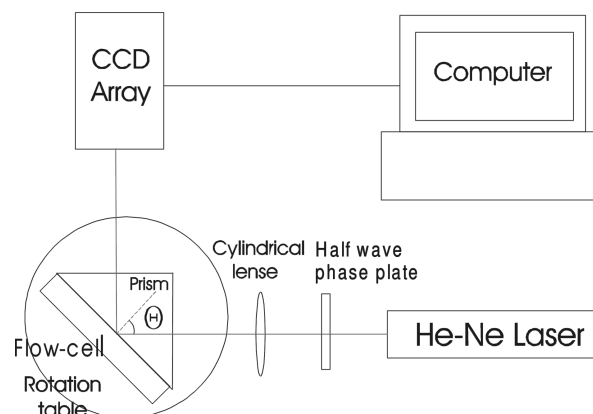 CCD
Array
Computer
Cylindrical
lense
Half wave
phase plate
Prism
Θ
He-Ne Laser
Flow-cell
Rotation
table